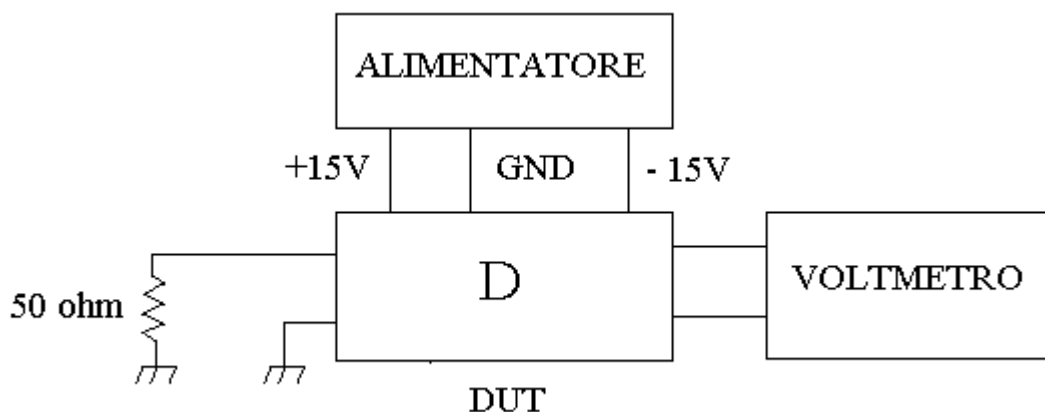 ALIMENTATORE
+15V
GND
- 15V
D
VOLTMETRO
50 ohm
DUT